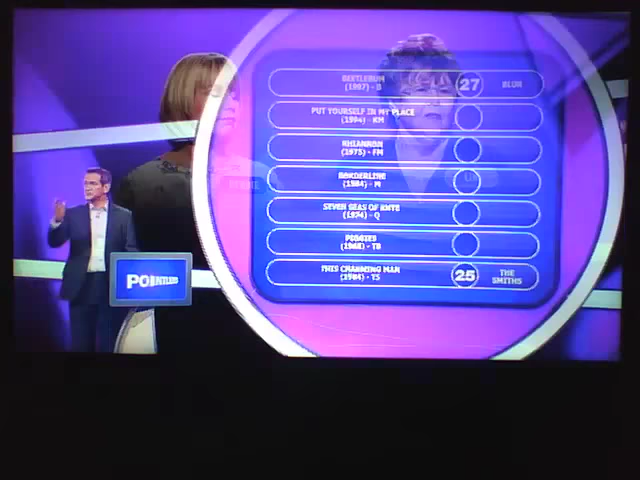 BEETLEBUM
(1997) - B
27
BLUR
PUT YOURSELF IN MY PLACE
(1994) - KM
RHIANNON
(1975) - FM
BORDERLINE
(1984) - M
SEVEN SEAS OF RHYE
(1974) - Q
PIGGIES
(1968) - TB
THIS CHARMING MAN
(1984) - TS
25
THE
SMITHS
POINTLESS